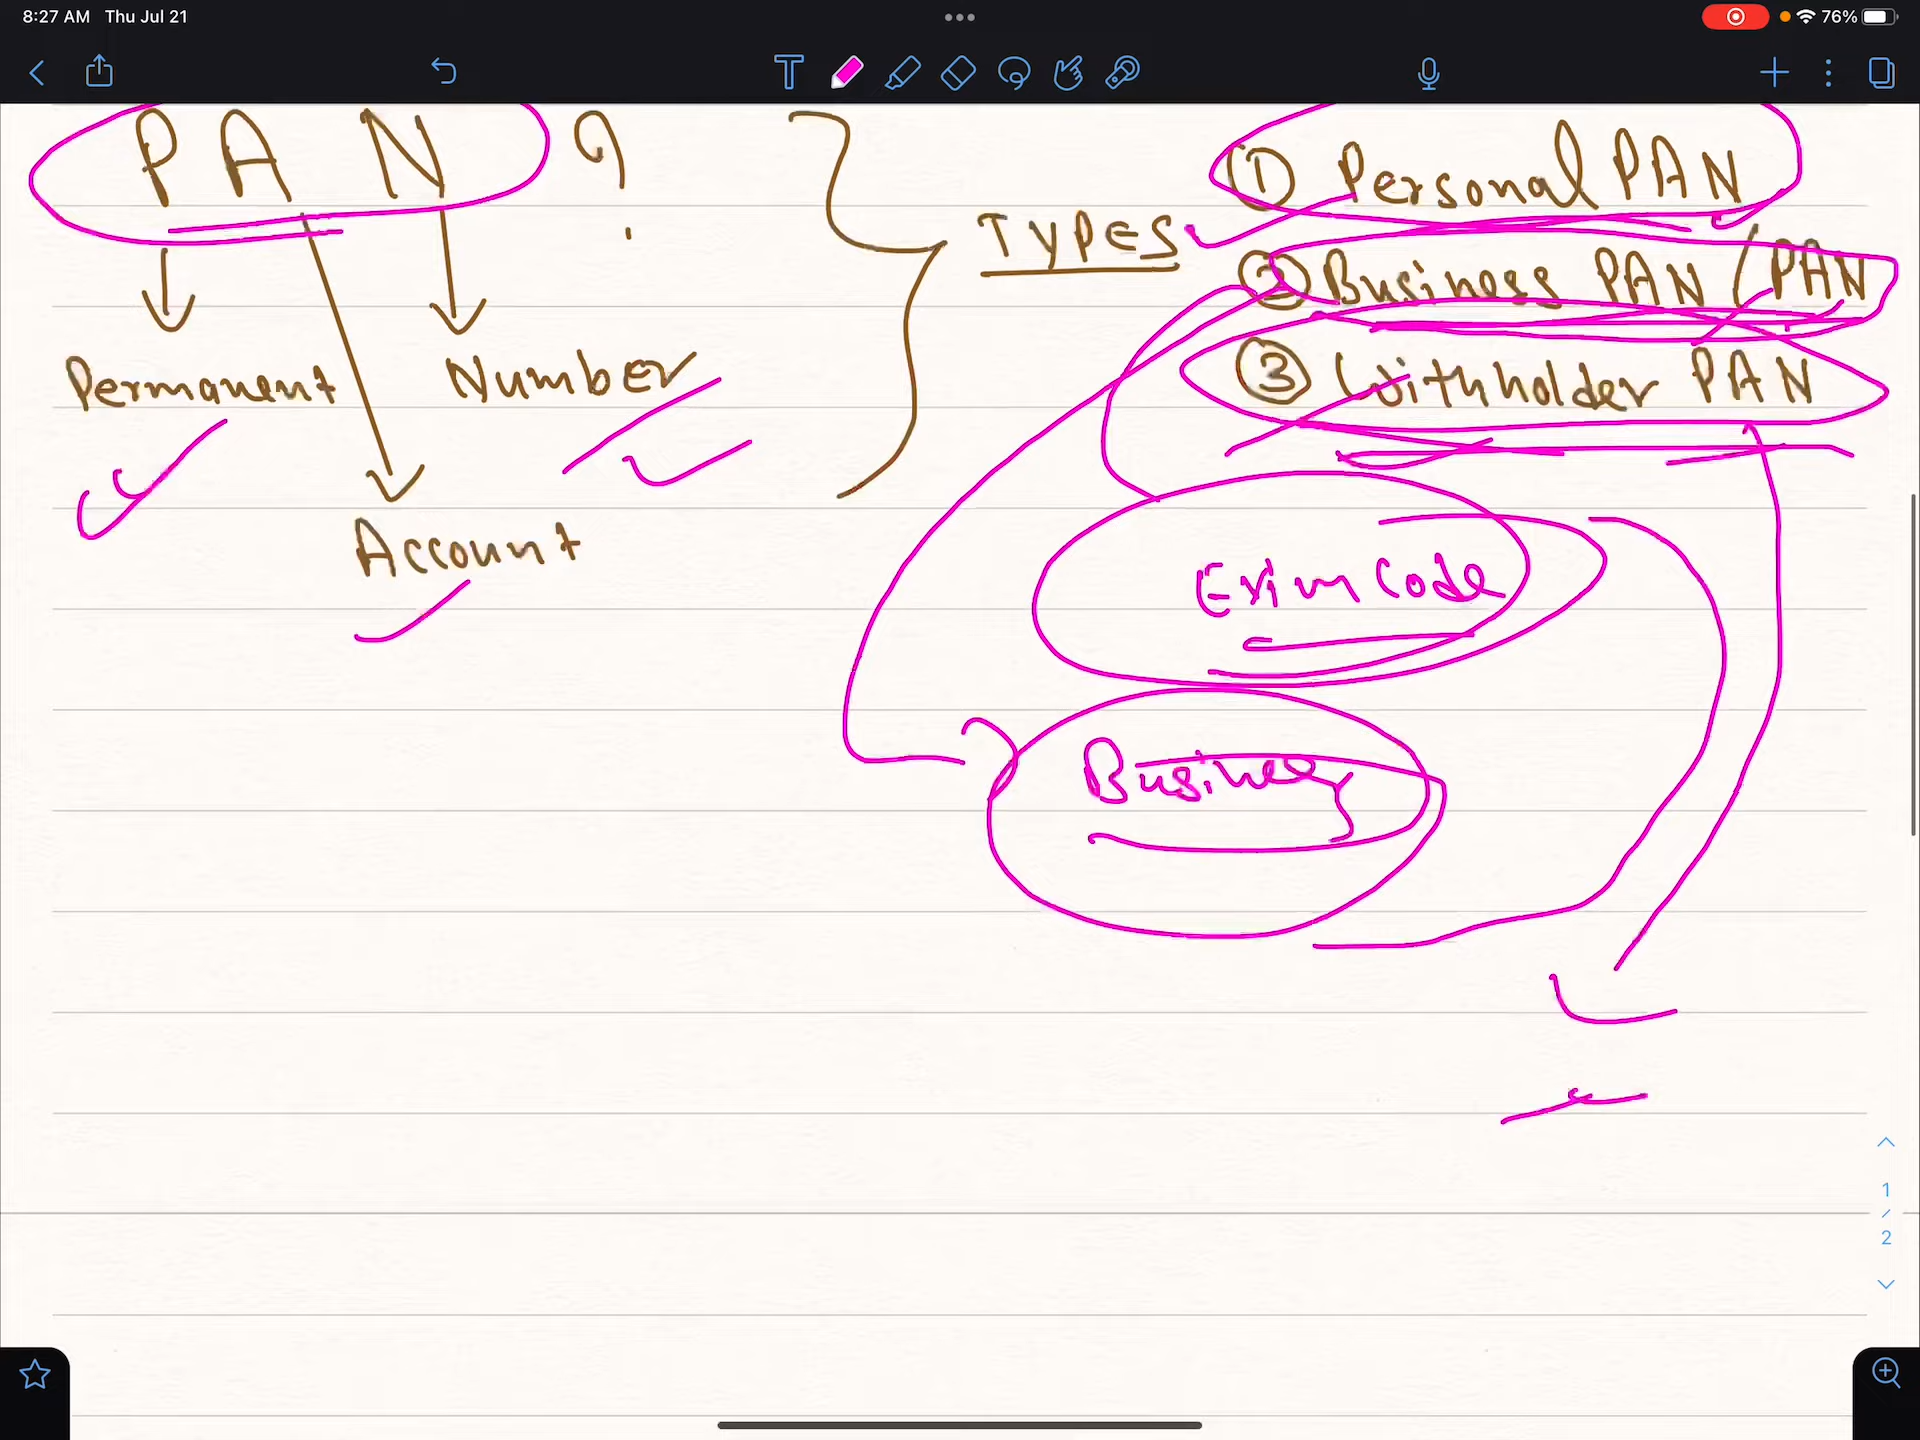 8:27 AM Thu Jul 21
76%
PAN ?
Permanent
Account
Number
TYPES
① Personal PAN
② Business PAN / PAN
③ Withholder PAN
Exim Code
Business
1
/
2